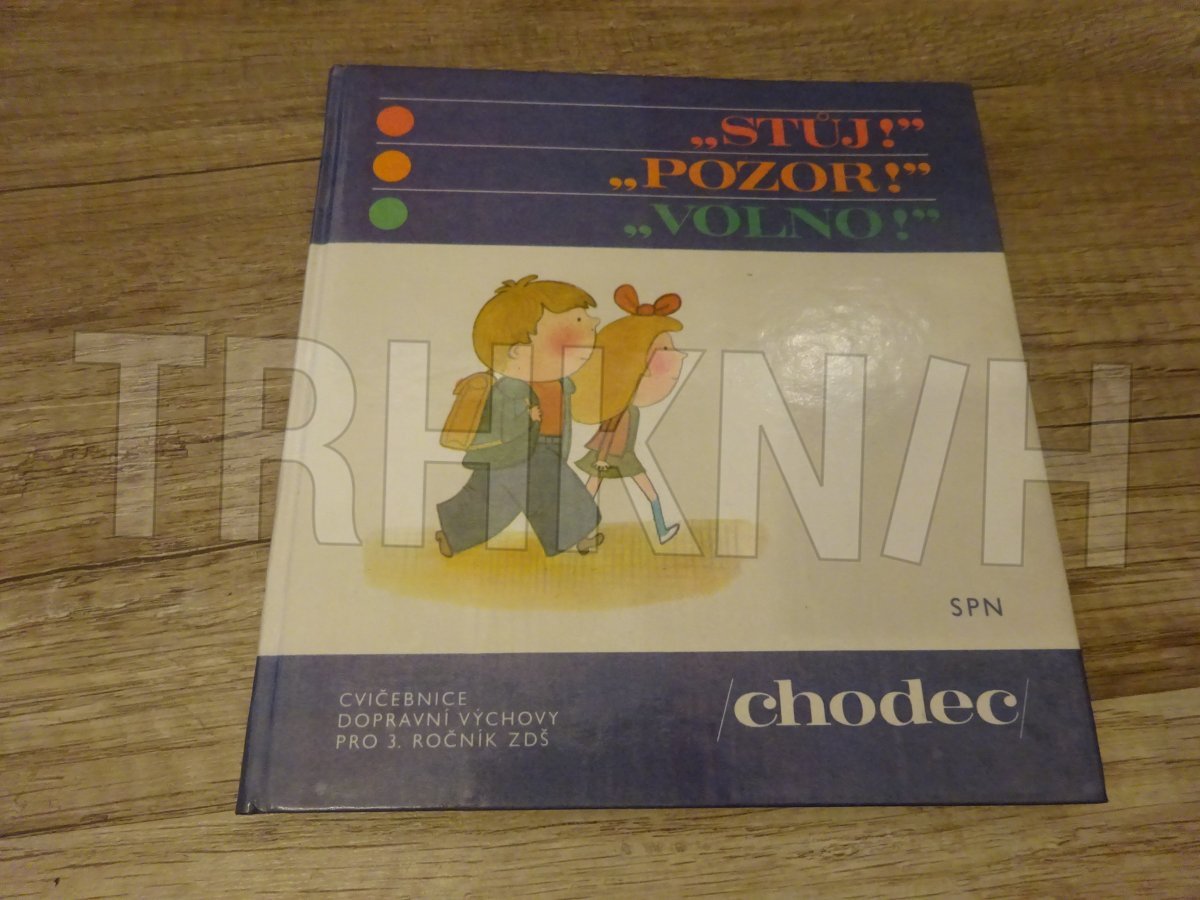 „STŮJ!”
„POZOR!”
„VOLNO!”
TRHKNIH
SPN
CVIČEBNICE
DOPRAVNÍ VÝCHOVY
PRO 3. ROČNÍK ZDŠ
/chodec/